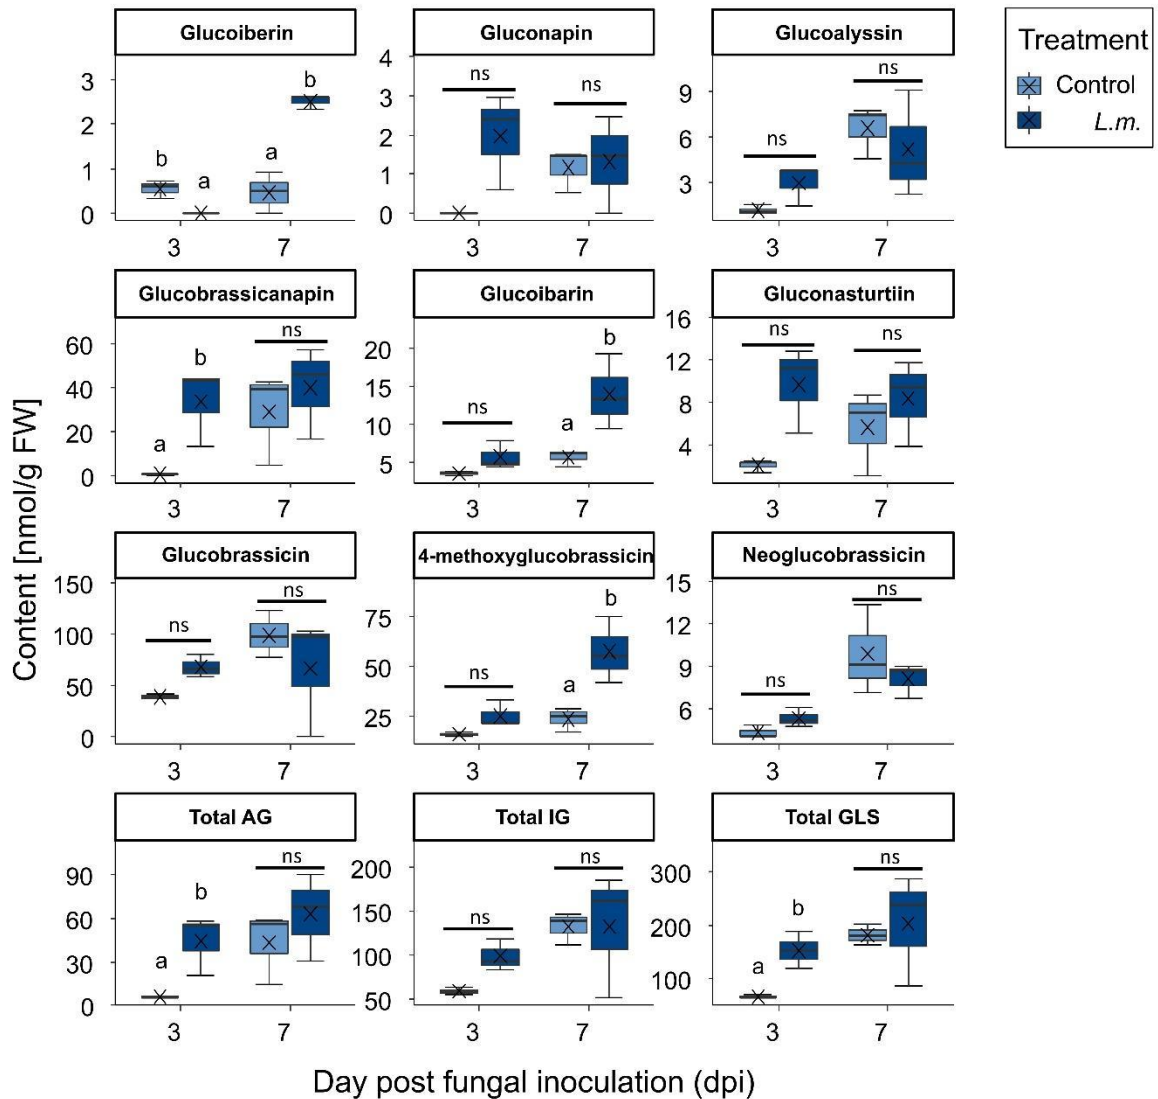 Glucoiberin Gluconapin Glucoalyssin Treatment
Control
L.m.
3
2
1
0
b
a
a
b
3 7
4
3
2
1
0
ns
ns
3 7
9
6
3
ns
ns
3 7
Glucobrassicanapin Glucoibarin Gluconasturtiin
60
40
20
0
a
b
ns
3 7
20
15
10
5
ns
a
b
3 7
16
12
8
4
ns
ns
3 7
Content [nmol/g FW]
Glucobrassicin 4-methoxyglucobrassicin Neoglucobrassicin
150
100
50
0
ns
ns
3 7
75
50
25
ns
a
b
3 7
15
12
9
6
ns
ns
3 7
Total AG Total IG Total GLS
90
60
30
0
a
b
ns
3 7
200
150
100
50
ns
ns
3 7
300
200
100
a
b
ns
3 7
Day post fungal inoculation (dpi)